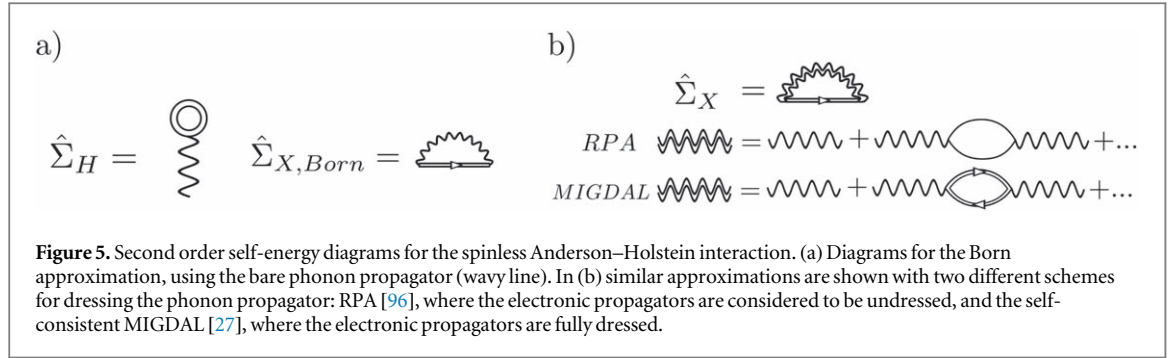 a)
b)
Σ̂_H =
Σ̂_{X,Born} =
Σ̂_X =
RPA = + +...
MIGDAL = + +...
Figure 5. Second order self-energy diagrams for the spinless Anderson–Holstein interaction. (a) Diagrams for the Born
approximation, using the bare phonon propagator (wavy line). In (b) similar approximations are shown with two different schemes
for dressing the phonon propagator: RPA [96], where the electronic propagators are considered to be undressed, and the self-
consistent MIGDAL [27], where the electronic propagators are fully dressed.